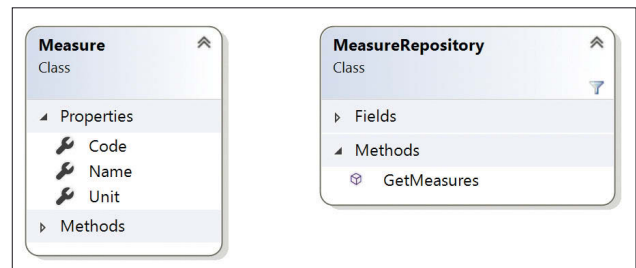 Measure
Class
Properties
Code
Name
Unit
Methods
MeasureRepository
Class
Fields
Methods
GetMeasures